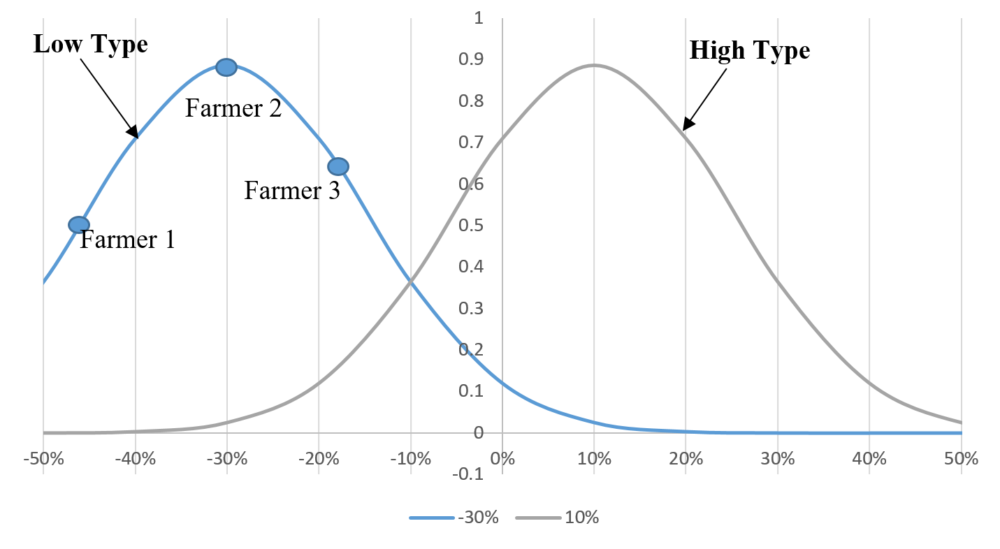 1
Low Type
High Type
0.9
0.8
Farmer 2
0.7
0.6
Farmer 3
0.5
Farmer 1
0.4
0.3
0.2
0.1
0
-50% -40% -30% -20% -10% 0% 10% 20% 30% 40% 50%
-0.1
-30% 10%